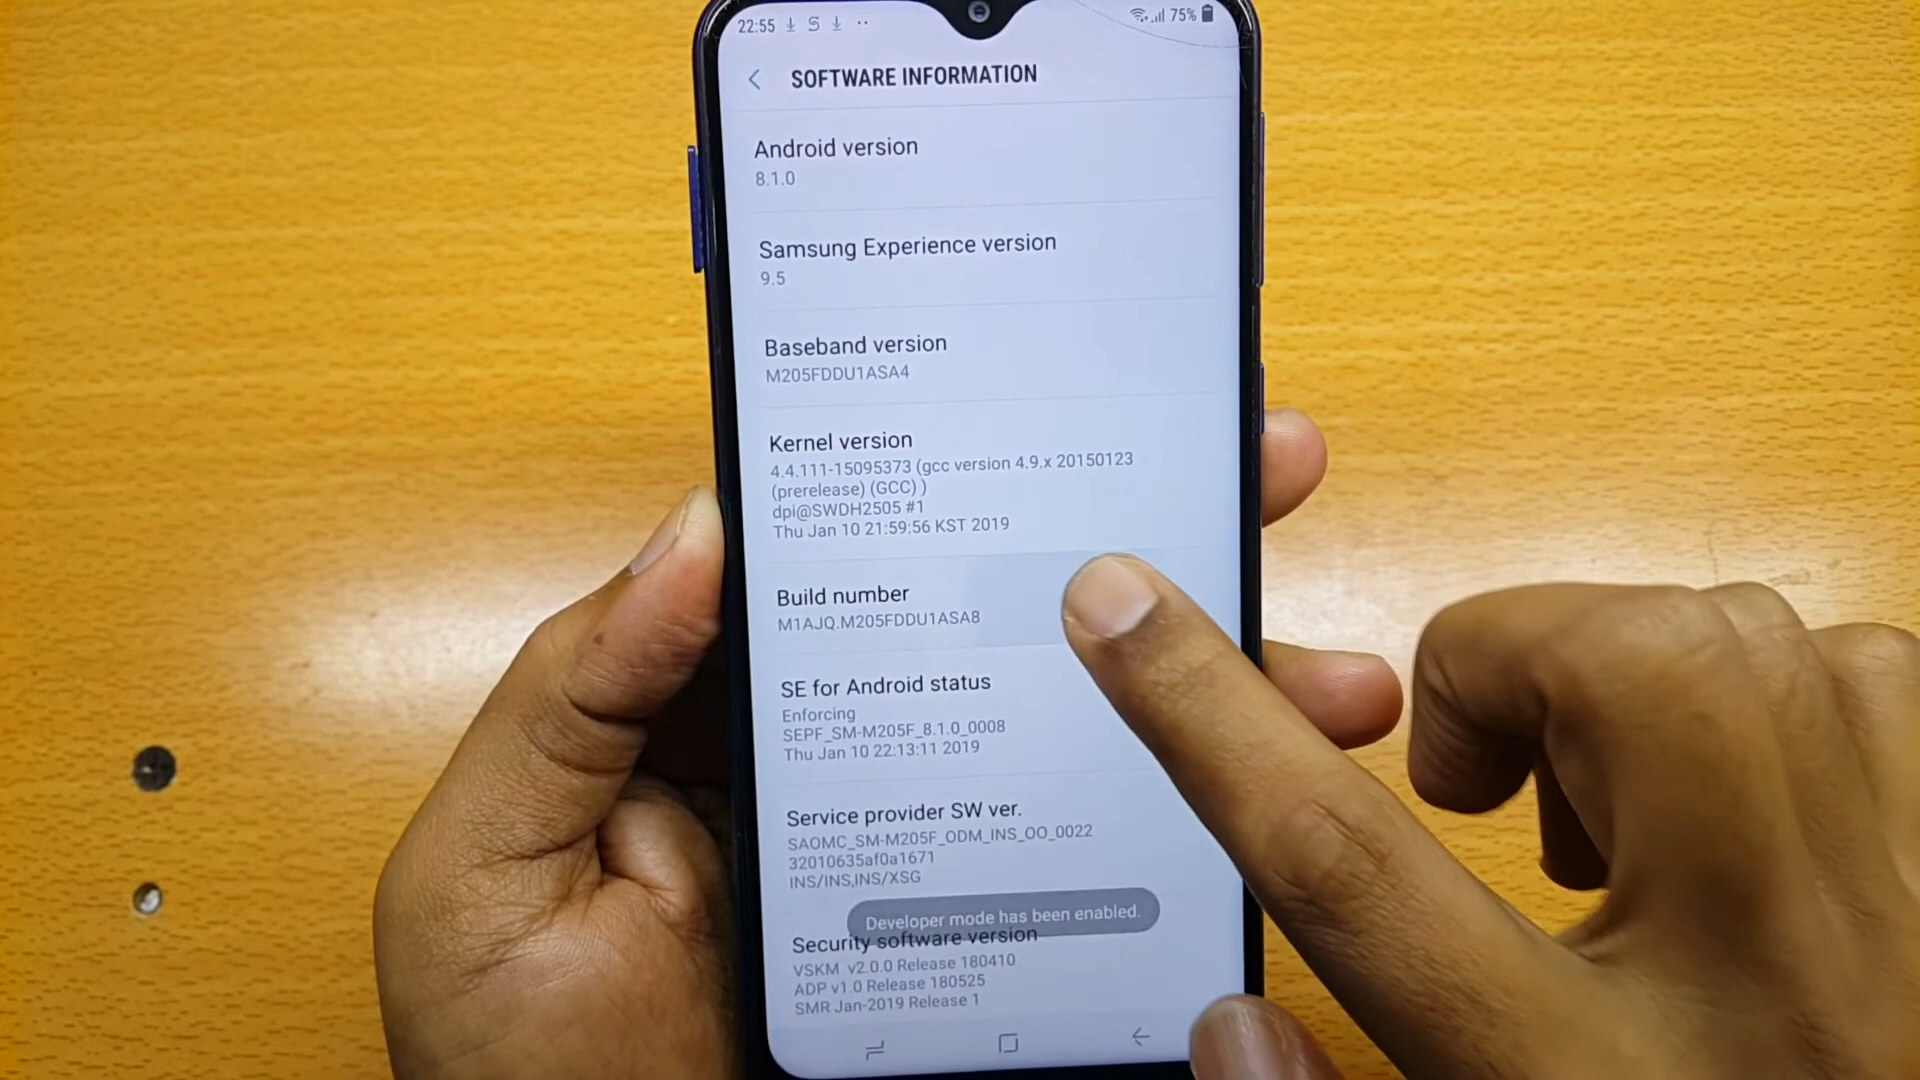 22:55
75%
SOFTWARE INFORMATION
Android version
8.1.0
Samsung Experience version
9.5
Baseband version
M205FDDU1ASA4
Kernel version
4.4.111-15095373 (gcc version 4.9.x 20150123
(prerelease) (GCC) )
dpi@SWDH2505 #1
Thu Jan 10 21:59:56 KST 2019
Build number
M1AJQ.M205FDDU1ASA8
SE for Android status
Enforcing
SEPF_SM-M205F_8.1.0_0008
Thu Jan 10 22:13:11 2019
Service provider SW ver.
SAOMC_SM-M205F_ODM_INS_OO_0022
32010635af0a1671
INS/INS,INS/XSG
Developer mode has been enabled.
Security software version
VSKM v2.0.0 Release 180410
ADP v1.0 Release 180525
SMR Jan-2019 Release 1